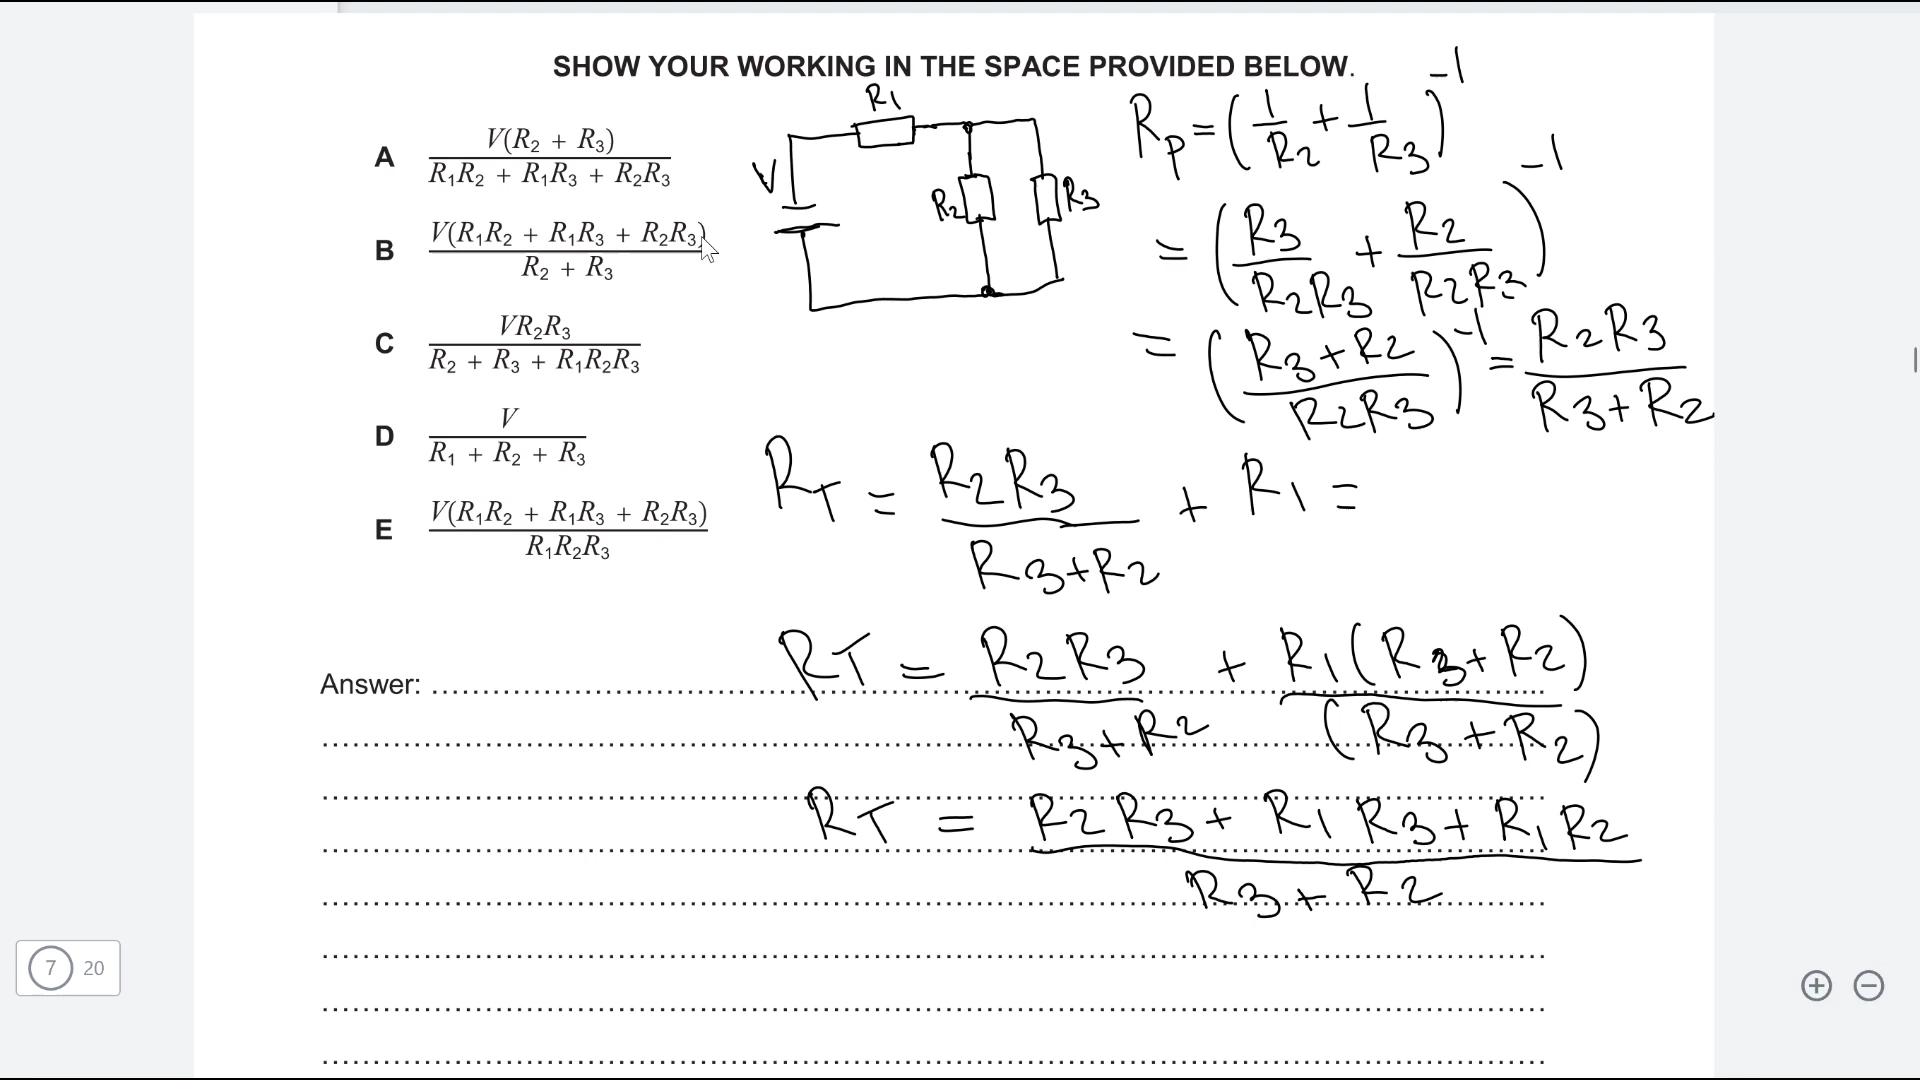 SHOW YOUR WORKING IN THE SPACE PROVIDED BELOW.
A V(R₂ + R₃) / R₁R₂ + R₁R₃ + R₂R₃
B V(R₁R₂ + R₁R₃ + R₂R₃) / R₂ + R₃
C VR₂R₃ / R₂ + R₃ + R₁R₂R₃
D V / R₁ + R₂ + R₃
E V(R₁R₂ + R₁R₃ + R₂R₃) / R₁R₂R₃
R1
V
R2
R3
Rp = (1/R2 + 1/R3)⁻¹
= (R3/R2R3 + R2/R2R3)⁻¹
= (R3+R2/R2R3)⁻¹ = R2R3/R3+R2
RT = R2R3/R3+R2 + R1 =
RT = R2R3/R3+R2 + R1(R3+R2)/(R3+R2)
RT = R2R3 + R1R3 + R1R2/R3+R2
Answer:
7 20